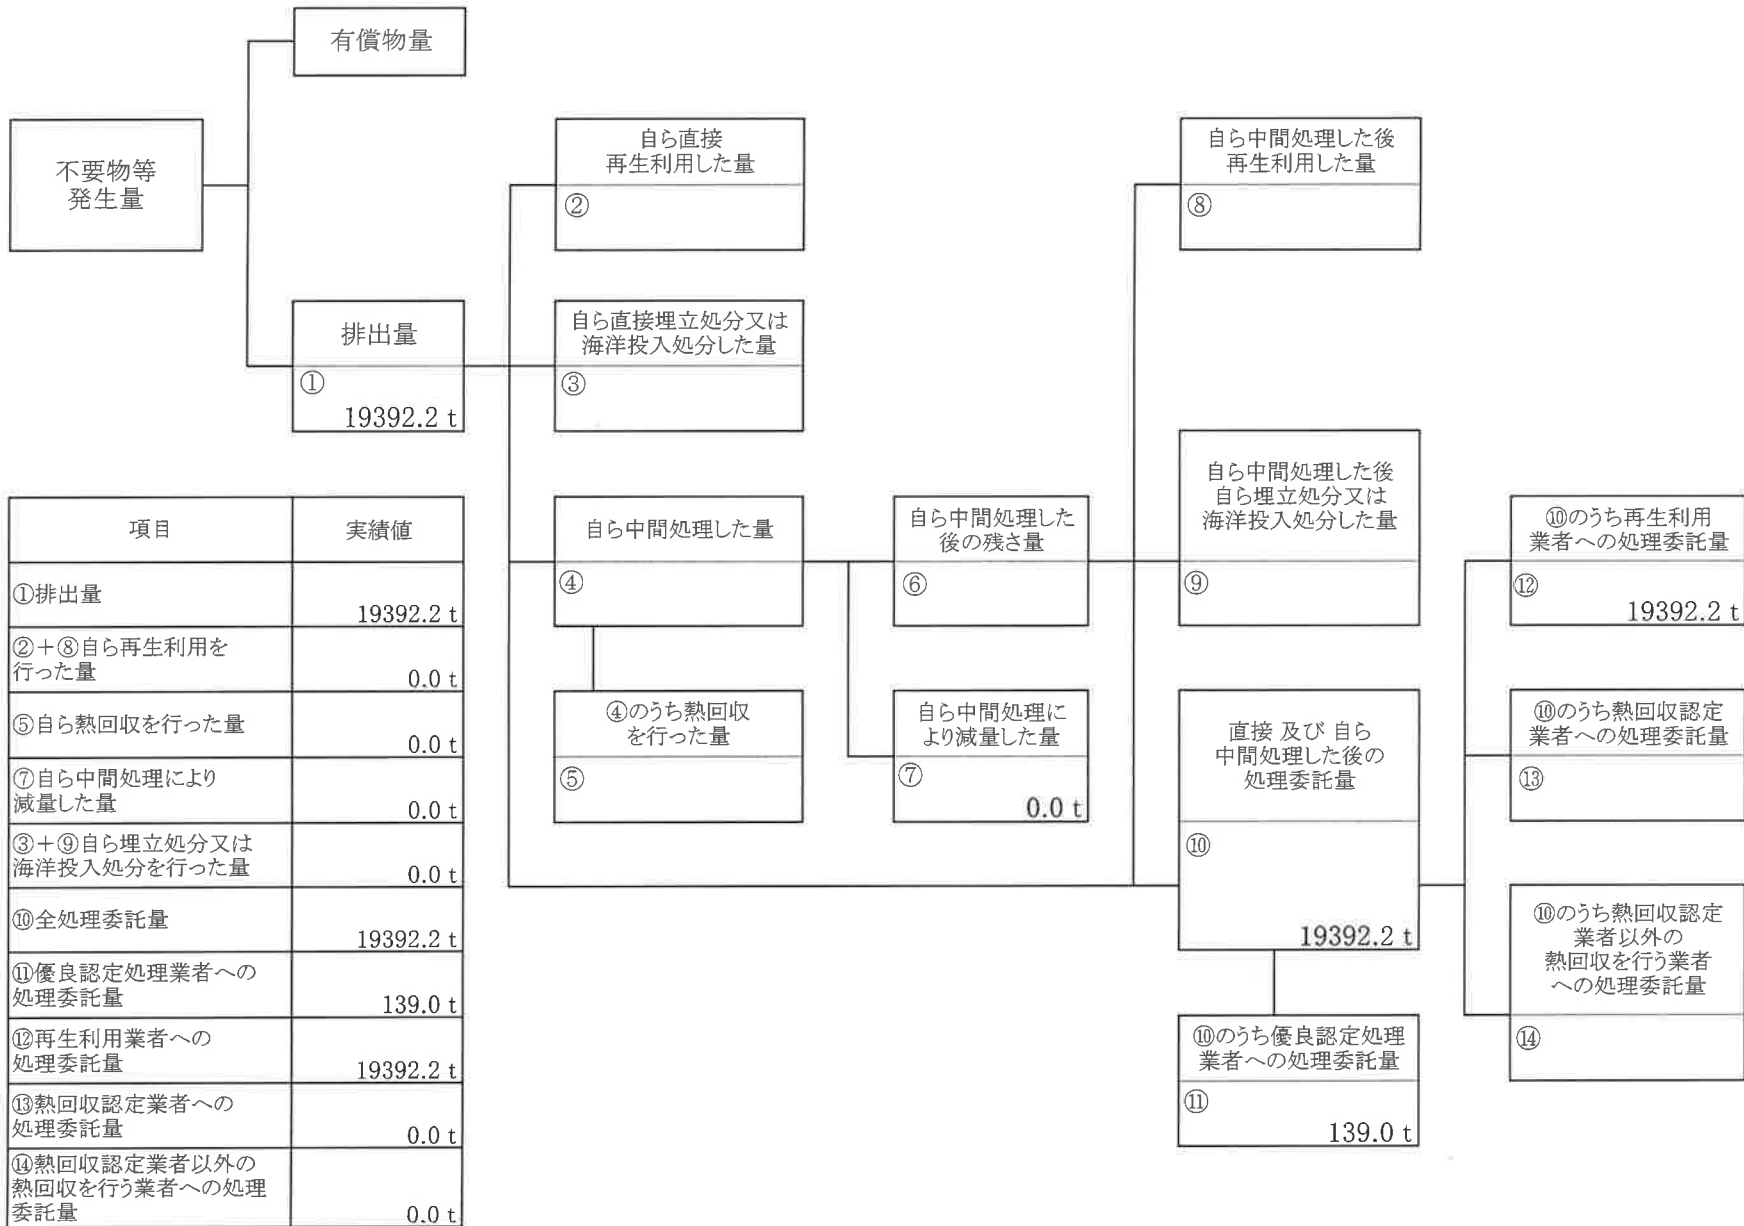 有償物量
不要物等
発生量
排出量
①
19392.2 t
自ら直接
再生利用した量
②
自ら直接埋立処分又は
海洋投入処分した量
③
自ら中間処理した量
④
④のうち熱回収
を行った量
⑤
自ら中間処理した
後の残さ量
⑥
自ら中間処理に
より減量した量
⑦
0.0 t
自ら中間処理した後
再生利用した量
⑧
自ら中間処理した後
自ら埋立処分又は
海洋投入処分した量
⑨
直接 及び 自ら
中間処理した後の
処理委託量
⑩
19392.2 t
⑩のうち優良認定処理
業者への処理委託量
⑪
139.0 t
⑩のうち再生利用
業者への処理委託量
⑫
19392.2 t
⑩のうち熱回収認定
業者への処理委託量
⑬
⑩のうち熱回収認定
業者以外の
熱回収を行う業者
への処理委託量
⑭
項目 実績値
①排出量
19392.2 t
②+⑧自ら再生利用を
行った量 0.0 t
⑤自ら熱回収を行った量
0.0 t
⑦自ら中間処理により
減量した量 0.0 t
③+⑨自ら埋立処分又は
海洋投入処分を行った量 0.0 t
⑩全処理委託量
19392.2 t
⑪優良認定処理業者への
処理委託量 139.0 t
⑫再生利用業者への
処理委託量 19392.2 t
⑬熱回収認定業者への
処理委託量 0.0 t
⑭熱回収認定業者以外の
熱回収を行う業者への処理
委託量 0.0 t